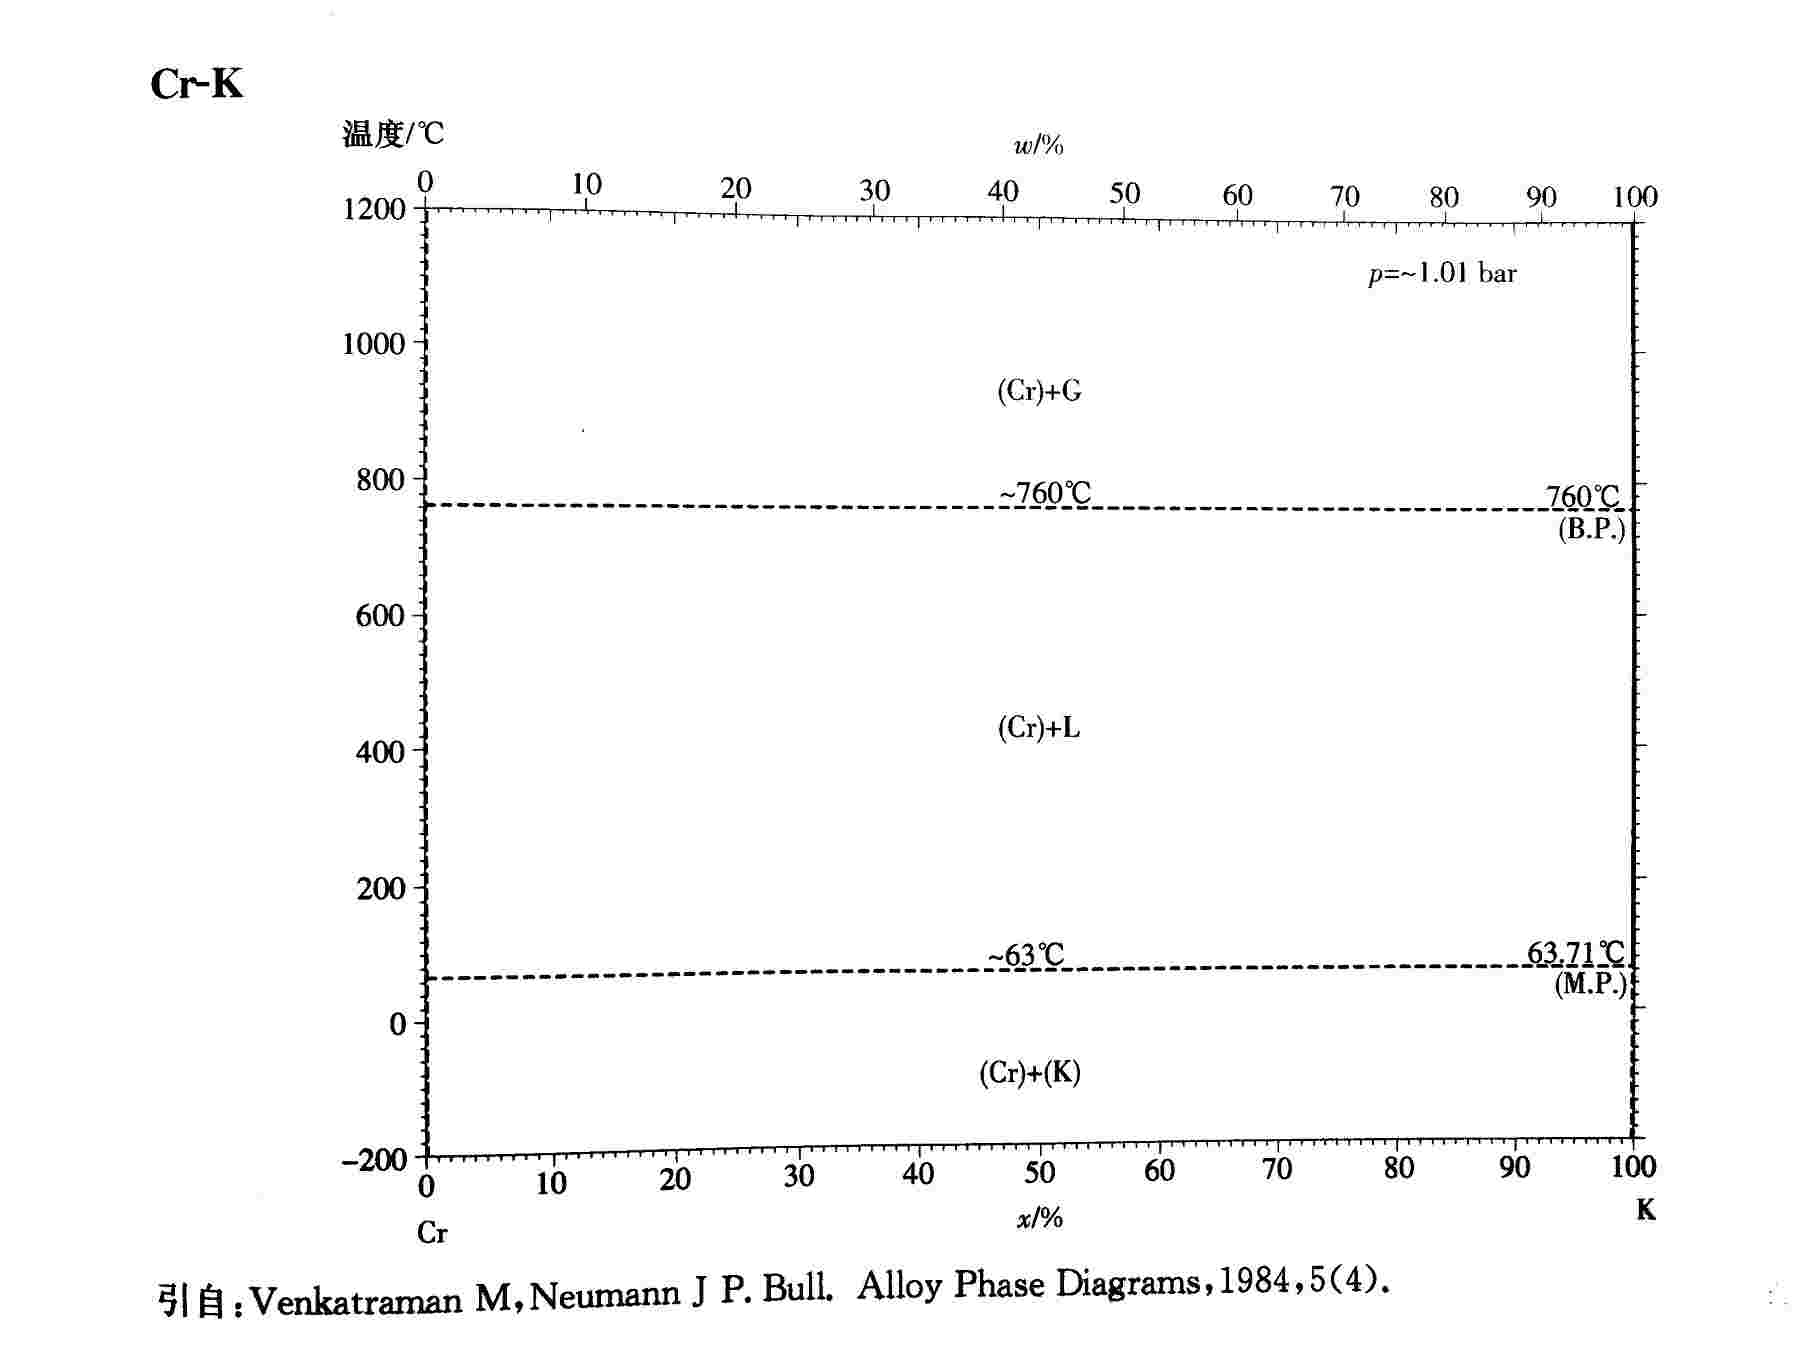 Cr-K
温度/℃
w/%
0 10 20 30 40 50 60 70 80 90 100
1200
p=~1.01 bar
1000
(Cr)+G
800
~760℃ 760℃
(B.P.)
600
(Cr)+L
400
200
~63℃ 63.71℃
(M.P.)
0
(Cr)+(K)
-200
0 10 20 30 40 50 60 70 80 90 100
Cr x/% K
引自:Venkatraman M,Neumann J P. Bull. Alloy Phase Diagrams,1984,5(4).